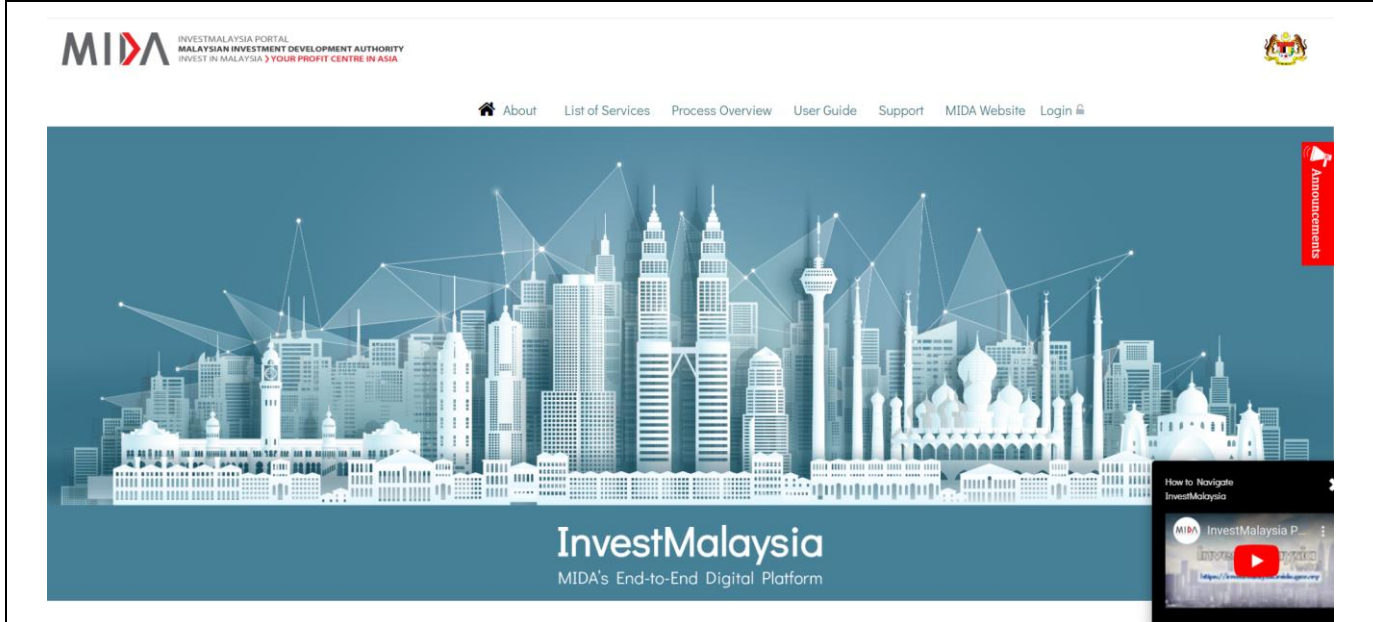 MIDA
INVESTMALAYSIA PORTAL
MALAYSIAN INVESTMENT DEVELOPMENT AUTHORITY
INVEST IN MALAYSIA YOUR PROFIT CENTRE IN ASIA
About List of Services Process Overview User Guide Support MIDA Website Login
Announcements
InvestMalaysia
MIDA's End-to-End Digital Platform
How to Navigate
InvestMalaysia
MIDA InvestMalaysia P...